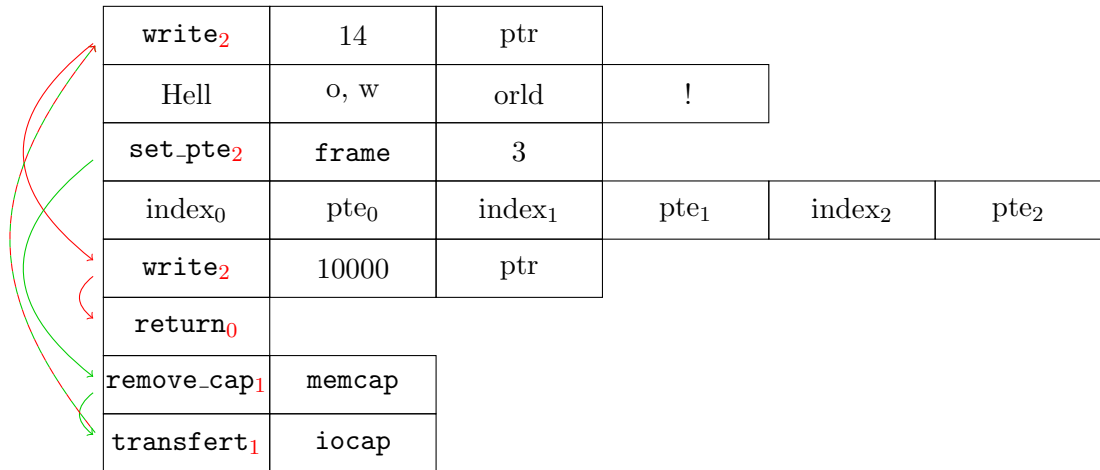 write₂ 14 ptr
Hell o, w orld !
set_pte₂ frame 3
index₀ pte₀ index₁ pte₁ index₂ pte₂
write₂ 10000 ptr
return₀
remove_cap₁ memcap
transfert₁ iocap